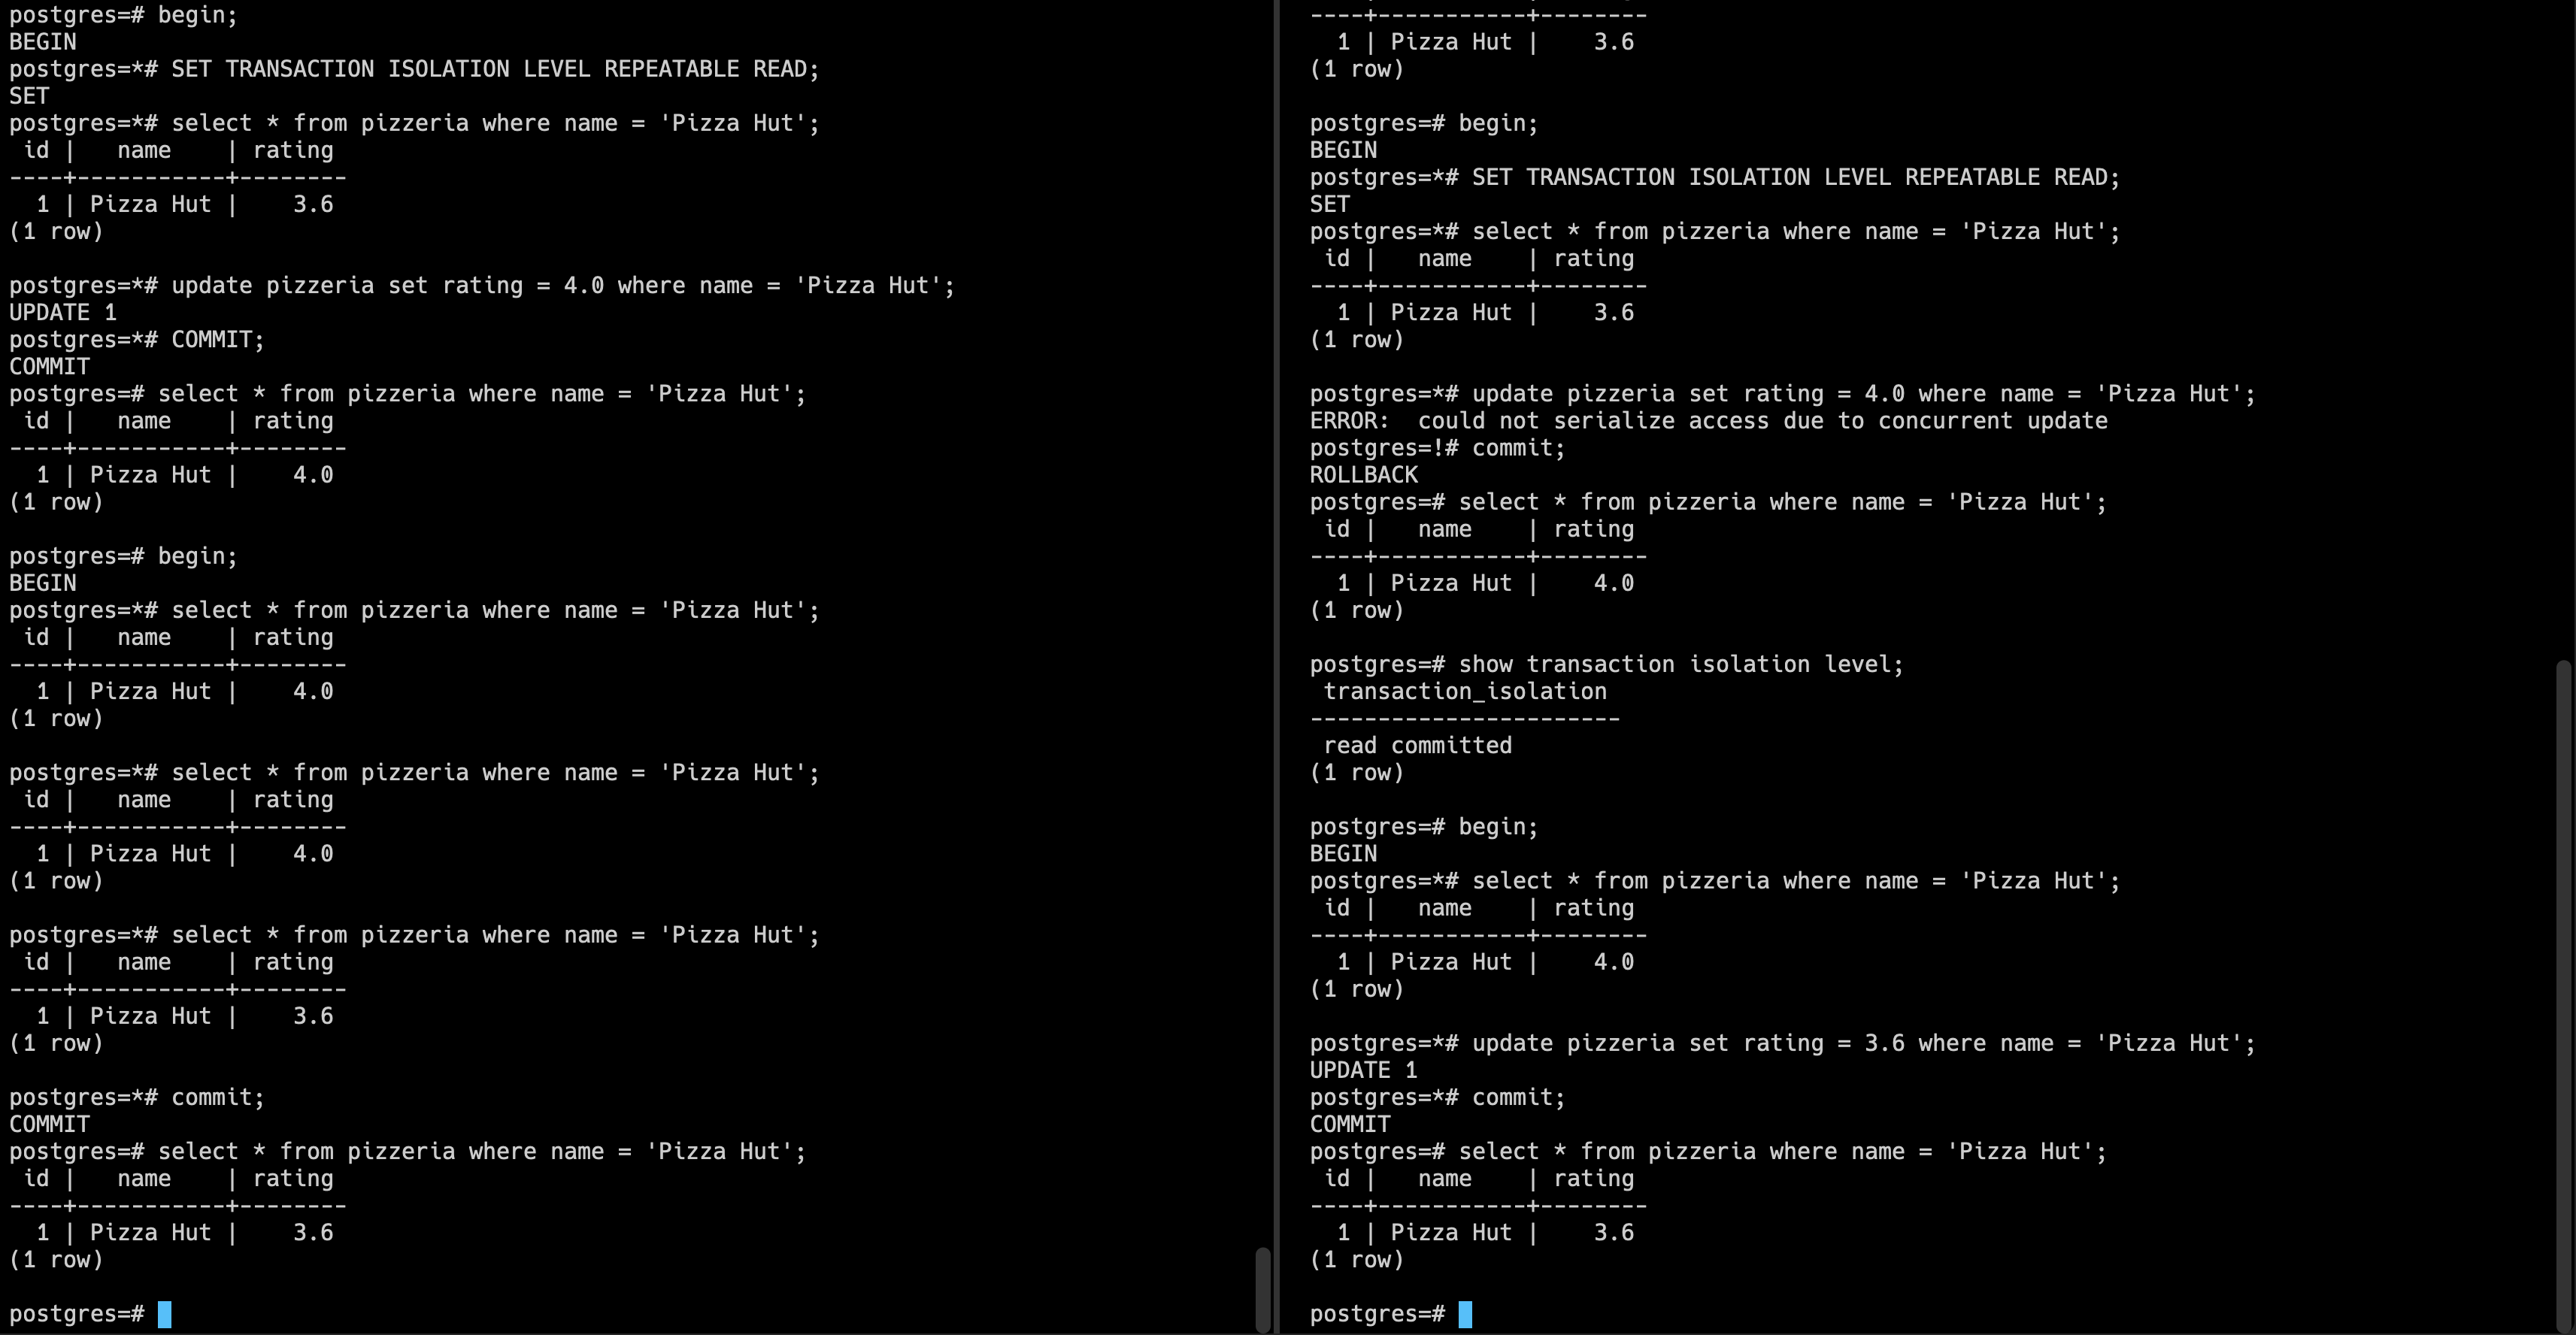 postgres=# begin;
BEGIN
postgres=*# SET TRANSACTION ISOLATION LEVEL REPEATABLE READ;
SET
postgres=*# select * from pizzeria where name = 'Pizza Hut';
 id |   name    | rating
----+-----------+--------
  1 | Pizza Hut |    3.6
(1 row)

postgres=*# update pizzeria set rating = 4.0 where name = 'Pizza Hut';
UPDATE 1
postgres=*# COMMIT;
COMMIT
postgres=# select * from pizzeria where name = 'Pizza Hut';
 id |   name    | rating
----+-----------+--------
  1 | Pizza Hut |    4.0
(1 row)

postgres=# begin;
BEGIN
postgres=*# select * from pizzeria where name = 'Pizza Hut';
 id |   name    | rating
----+-----------+--------
  1 | Pizza Hut |    4.0
(1 row)

postgres=*# select * from pizzeria where name = 'Pizza Hut';
 id |   name    | rating
----+-----------+--------
  1 | Pizza Hut |    4.0
(1 row)

postgres=*# select * from pizzeria where name = 'Pizza Hut';
 id |   name    | rating
----+-----------+--------
  1 | Pizza Hut |    3.6
(1 row)

postgres=*# commit;
COMMIT
postgres=# select * from pizzeria where name = 'Pizza Hut';
 id |   name    | rating
----+-----------+--------
  1 | Pizza Hut |    3.6
(1 row)

postgres=#
----+-----------+--------
  1 | Pizza Hut |    3.6
(1 row)

postgres=# begin;
BEGIN
postgres=*# SET TRANSACTION ISOLATION LEVEL REPEATABLE READ;
SET
postgres=*# select * from pizzeria where name = 'Pizza Hut';
 id |   name    | rating
----+-----------+--------
  1 | Pizza Hut |    3.6
(1 row)

postgres=*# update pizzeria set rating = 4.0 where name = 'Pizza Hut';
ERROR:  could not serialize access due to concurrent update
postgres=!# commit;
ROLLBACK
postgres=# select * from pizzeria where name = 'Pizza Hut';
 id |   name    | rating
----+-----------+--------
  1 | Pizza Hut |    4.0
(1 row)

postgres=# show transaction isolation level;
 transaction_isolation
-----------------------
 read committed
(1 row)

postgres=# begin;
BEGIN
postgres=*# select * from pizzeria where name = 'Pizza Hut';
 id |   name    | rating
----+-----------+--------
  1 | Pizza Hut |    4.0
(1 row)

postgres=*# update pizzeria set rating = 3.6 where name = 'Pizza Hut';
UPDATE 1
postgres=*# commit;
COMMIT
postgres=# select * from pizzeria where name = 'Pizza Hut';
 id |   name    | rating
----+-----------+--------
  1 | Pizza Hut |    3.6
(1 row)

postgres=#